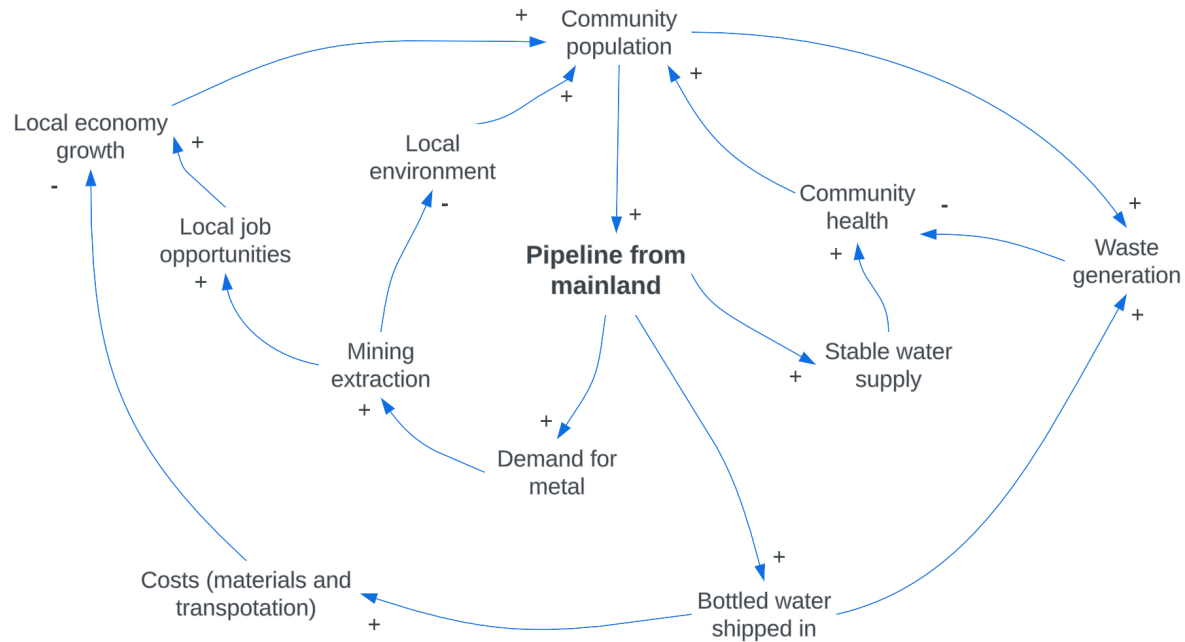 +
Community
population
+
Local economy
growth
+
-
+
Local
environment
-
Local job
opportunities
+
+
Pipeline from
mainland
Community
health
-
+
+
Waste
generation
+
Mining
extraction
+
Stable water
supply
+
+
Demand for
metal
+
Costs (materials and
transpotation)
+
Bottled water
shipped in